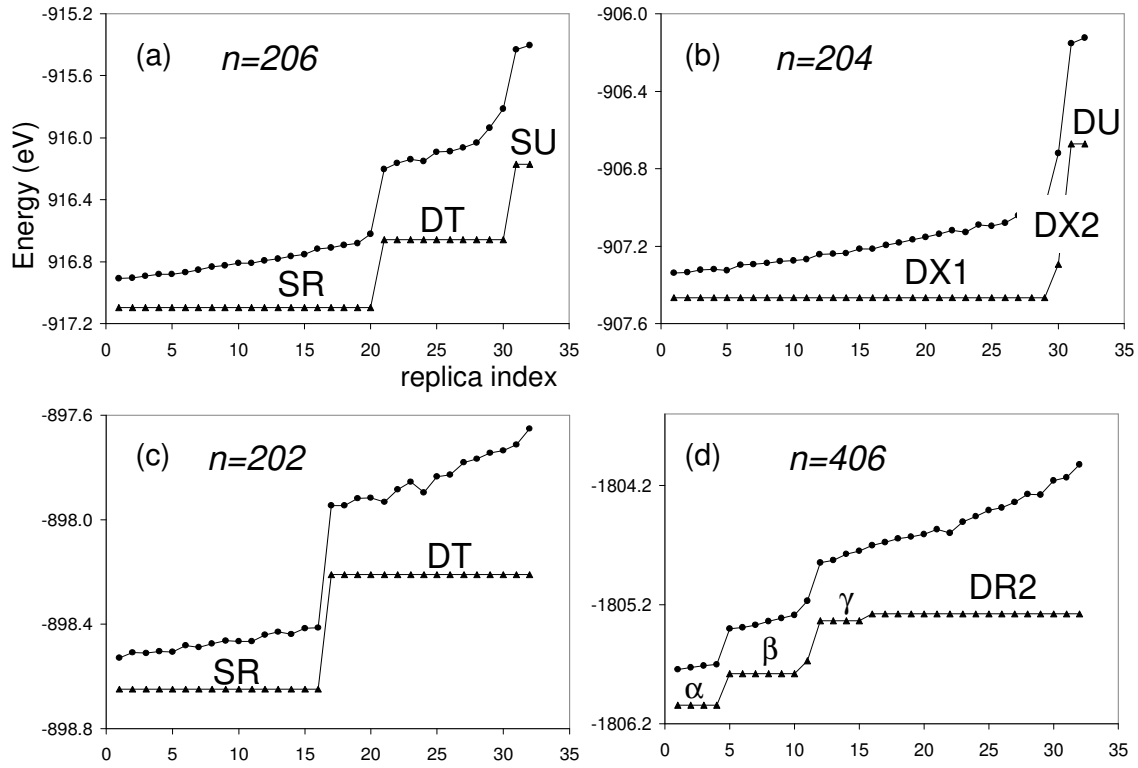 (a) n=206
Energy (eV)
-915.2
-915.6
-916.0
-916.4
-916.8
-917.2
SU
DT
SR
0 5 10 15 20 25 30 35
replica index
(b) n=204
-906.0
-906.4
-906.8
-907.2
-907.6
DU
DX2
DX1
0 5 10 15 20 25 30 35
(c) n=202
-897.6
-898.0
-898.4
-898.8
DT
SR
0 5 10 15 20 25 30 35
(d) n=406
-1804.2
-1805.2
-1806.2
γ
DR2
β
α
0 5 10 15 20 25 30 35